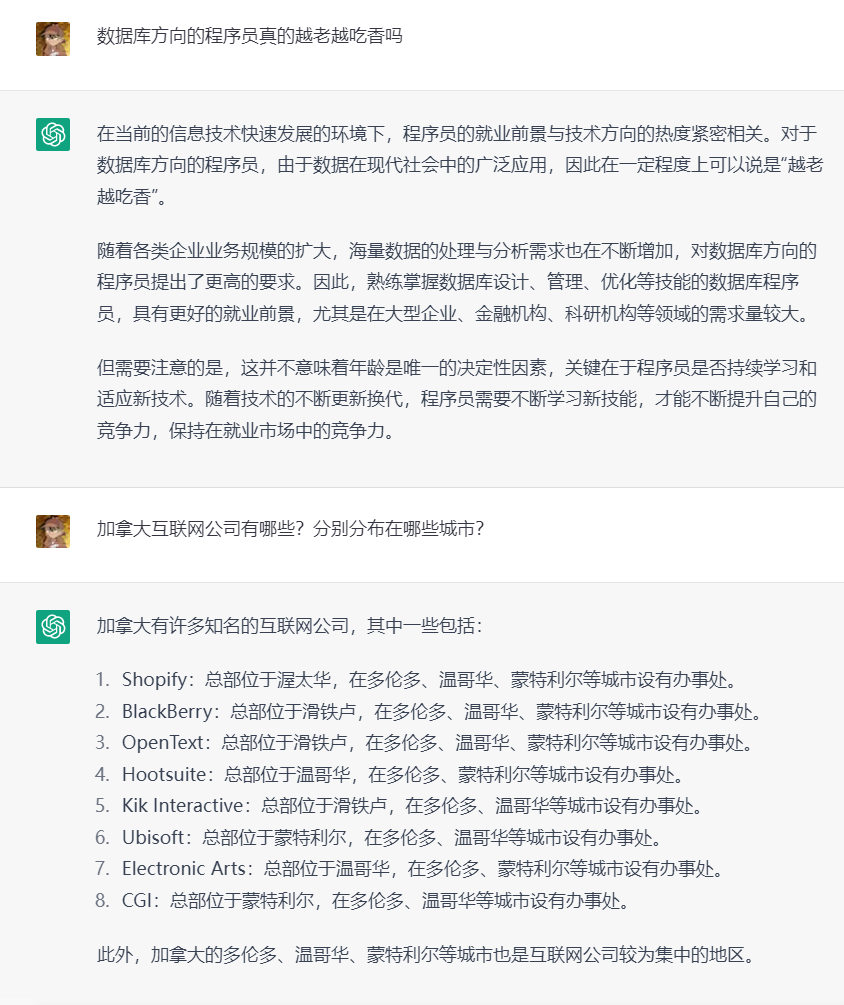 数据库方向的程序员真的越老越吃香吗
在当前的信息技术快速发展的环境下，程序员的就业前景与技术方向的热度紧密相关。对于
数据库方向的程序员，由于数据在现代社会中的广泛应用，因此在一定程度上可以说是“越老
越吃香”。
随着各类企业业务规模的扩大，海量数据的处理与分析需求也在不断增加，对数据库方向的
程序员提出了更高的要求。因此，熟练掌握数据库设计、管理、优化等技能的数据库程序
员，具有更好的就业前景，尤其是在大型企业、金融机构、科研机构等领域的需求量较大。
但需要注意的是，这并不意味着年龄是唯一的决定性因素，关键在于程序员是否持续学习和
适应新技术。随着技术的不断更新换代，程序员需要不断学习新技能，才能不断提升自己的
竞争力，保持在就业市场中的竞争力。
加拿大互联网公司有哪些？分别分布在哪些城市？
加拿大有许多知名的互联网公司，其中一些包括：
1. Shopify：总部位于渥太华，在多伦多、温哥华、蒙特利尔等城市设有办事处。
2. BlackBerry：总部位于滑铁卢，在多伦多、温哥华、蒙特利尔等城市设有办事处。
3. OpenText：总部位于滑铁卢，在多伦多、温哥华、蒙特利尔等城市设有办事处。
4. Hootsuite：总部位于温哥华，在多伦多、蒙特利尔等城市设有办事处。
5. Kik Interactive：总部位于滑铁卢，在多伦多、温哥华等城市设有办事处。
6. Ubisoft：总部位于蒙特利尔，在多伦多、温哥华等城市设有办事处。
7. Electronic Arts：总部位于温哥华，在多伦多、蒙特利尔等城市设有办事处。
8. CGI：总部位于蒙特利尔，在多伦多、温哥华等城市设有办事处。
此外，加拿大的多伦多、温哥华、蒙特利尔等城市也是互联网公司较为集中的地区。